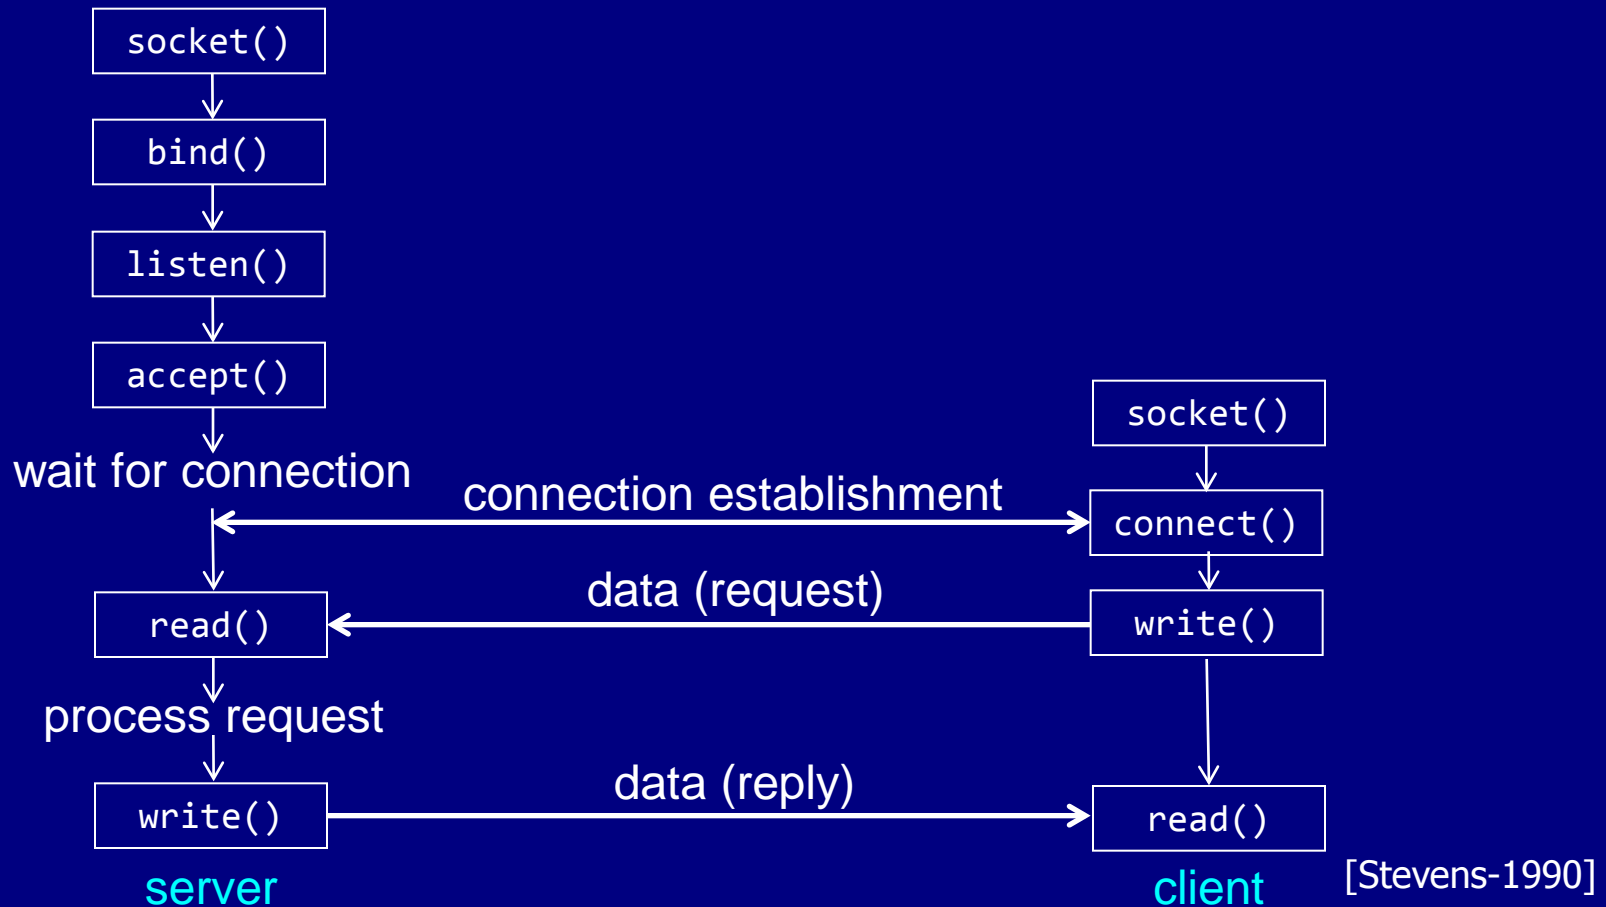 socket()
bind()
listen()
accept()
wait for connection
read()
process request
write()
server
connection establishment
data (request)
data (reply)
socket()
connect()
write()
read()
client
[Stevens-1990]